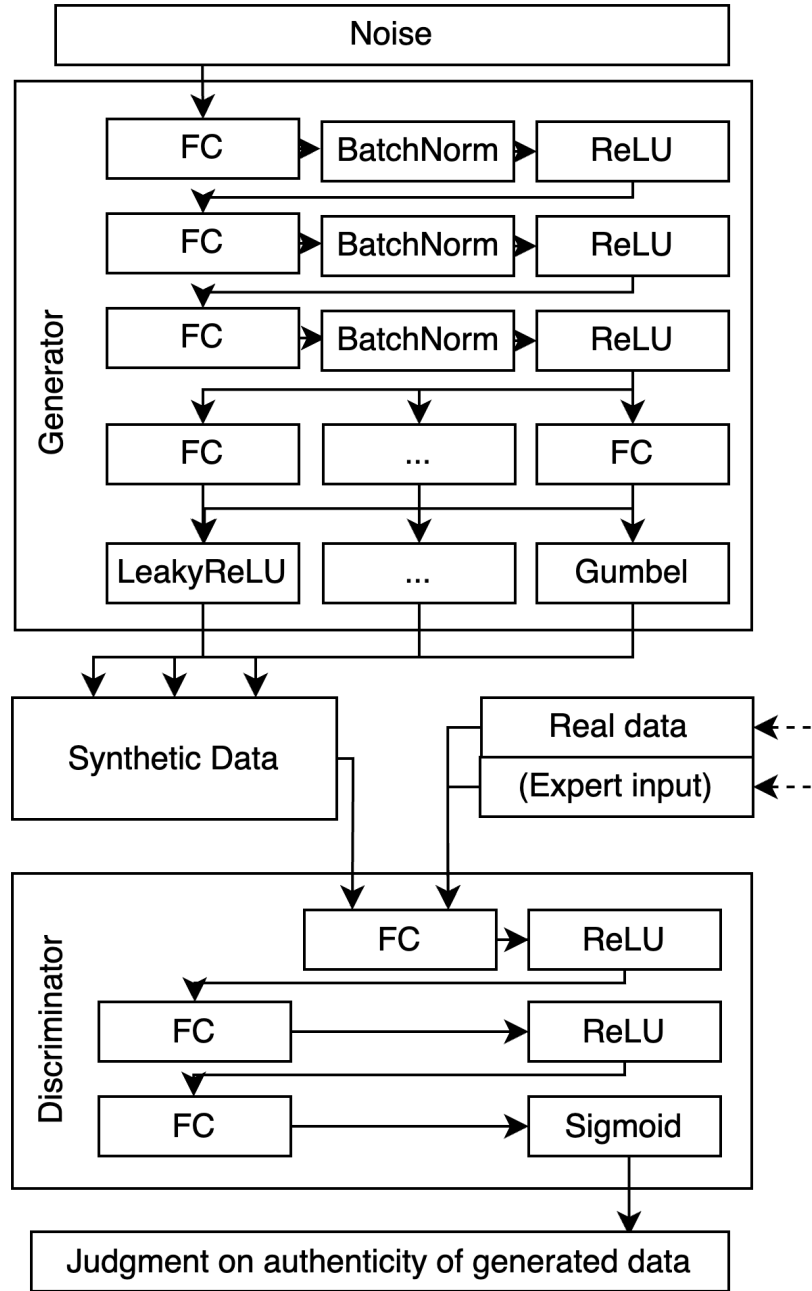 Noise
Generator
FC
BatchNorm
ReLU
FC
BatchNorm
ReLU
FC
BatchNorm
ReLU
FC
...
FC
LeakyReLU
...
Gumbel
Synthetic Data
Real data
(Expert input)
Discriminator
FC
ReLU
FC
ReLU
FC
Sigmoid
Judgment on authenticity of generated data